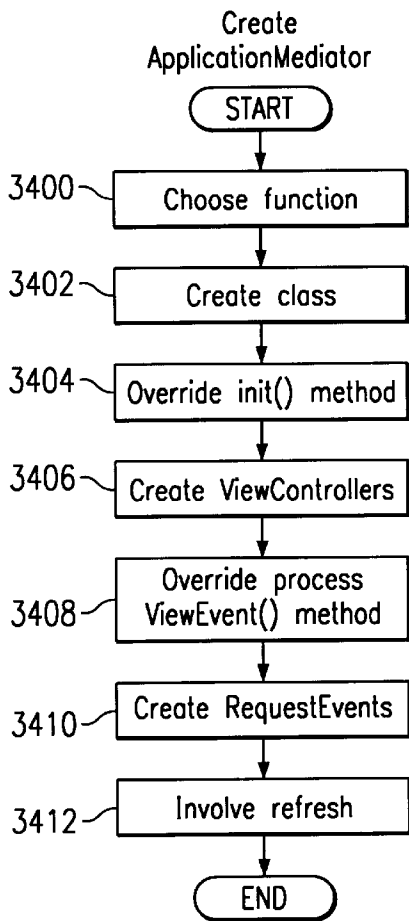 Create
ApplicationMediator
START
3400
Choose function
3402
Create class
3404
Override init() method
3406
Create ViewControllers
3408
Override process
ViewEvent() method
3410
Create RequestEvents
3412
Involve refresh
END